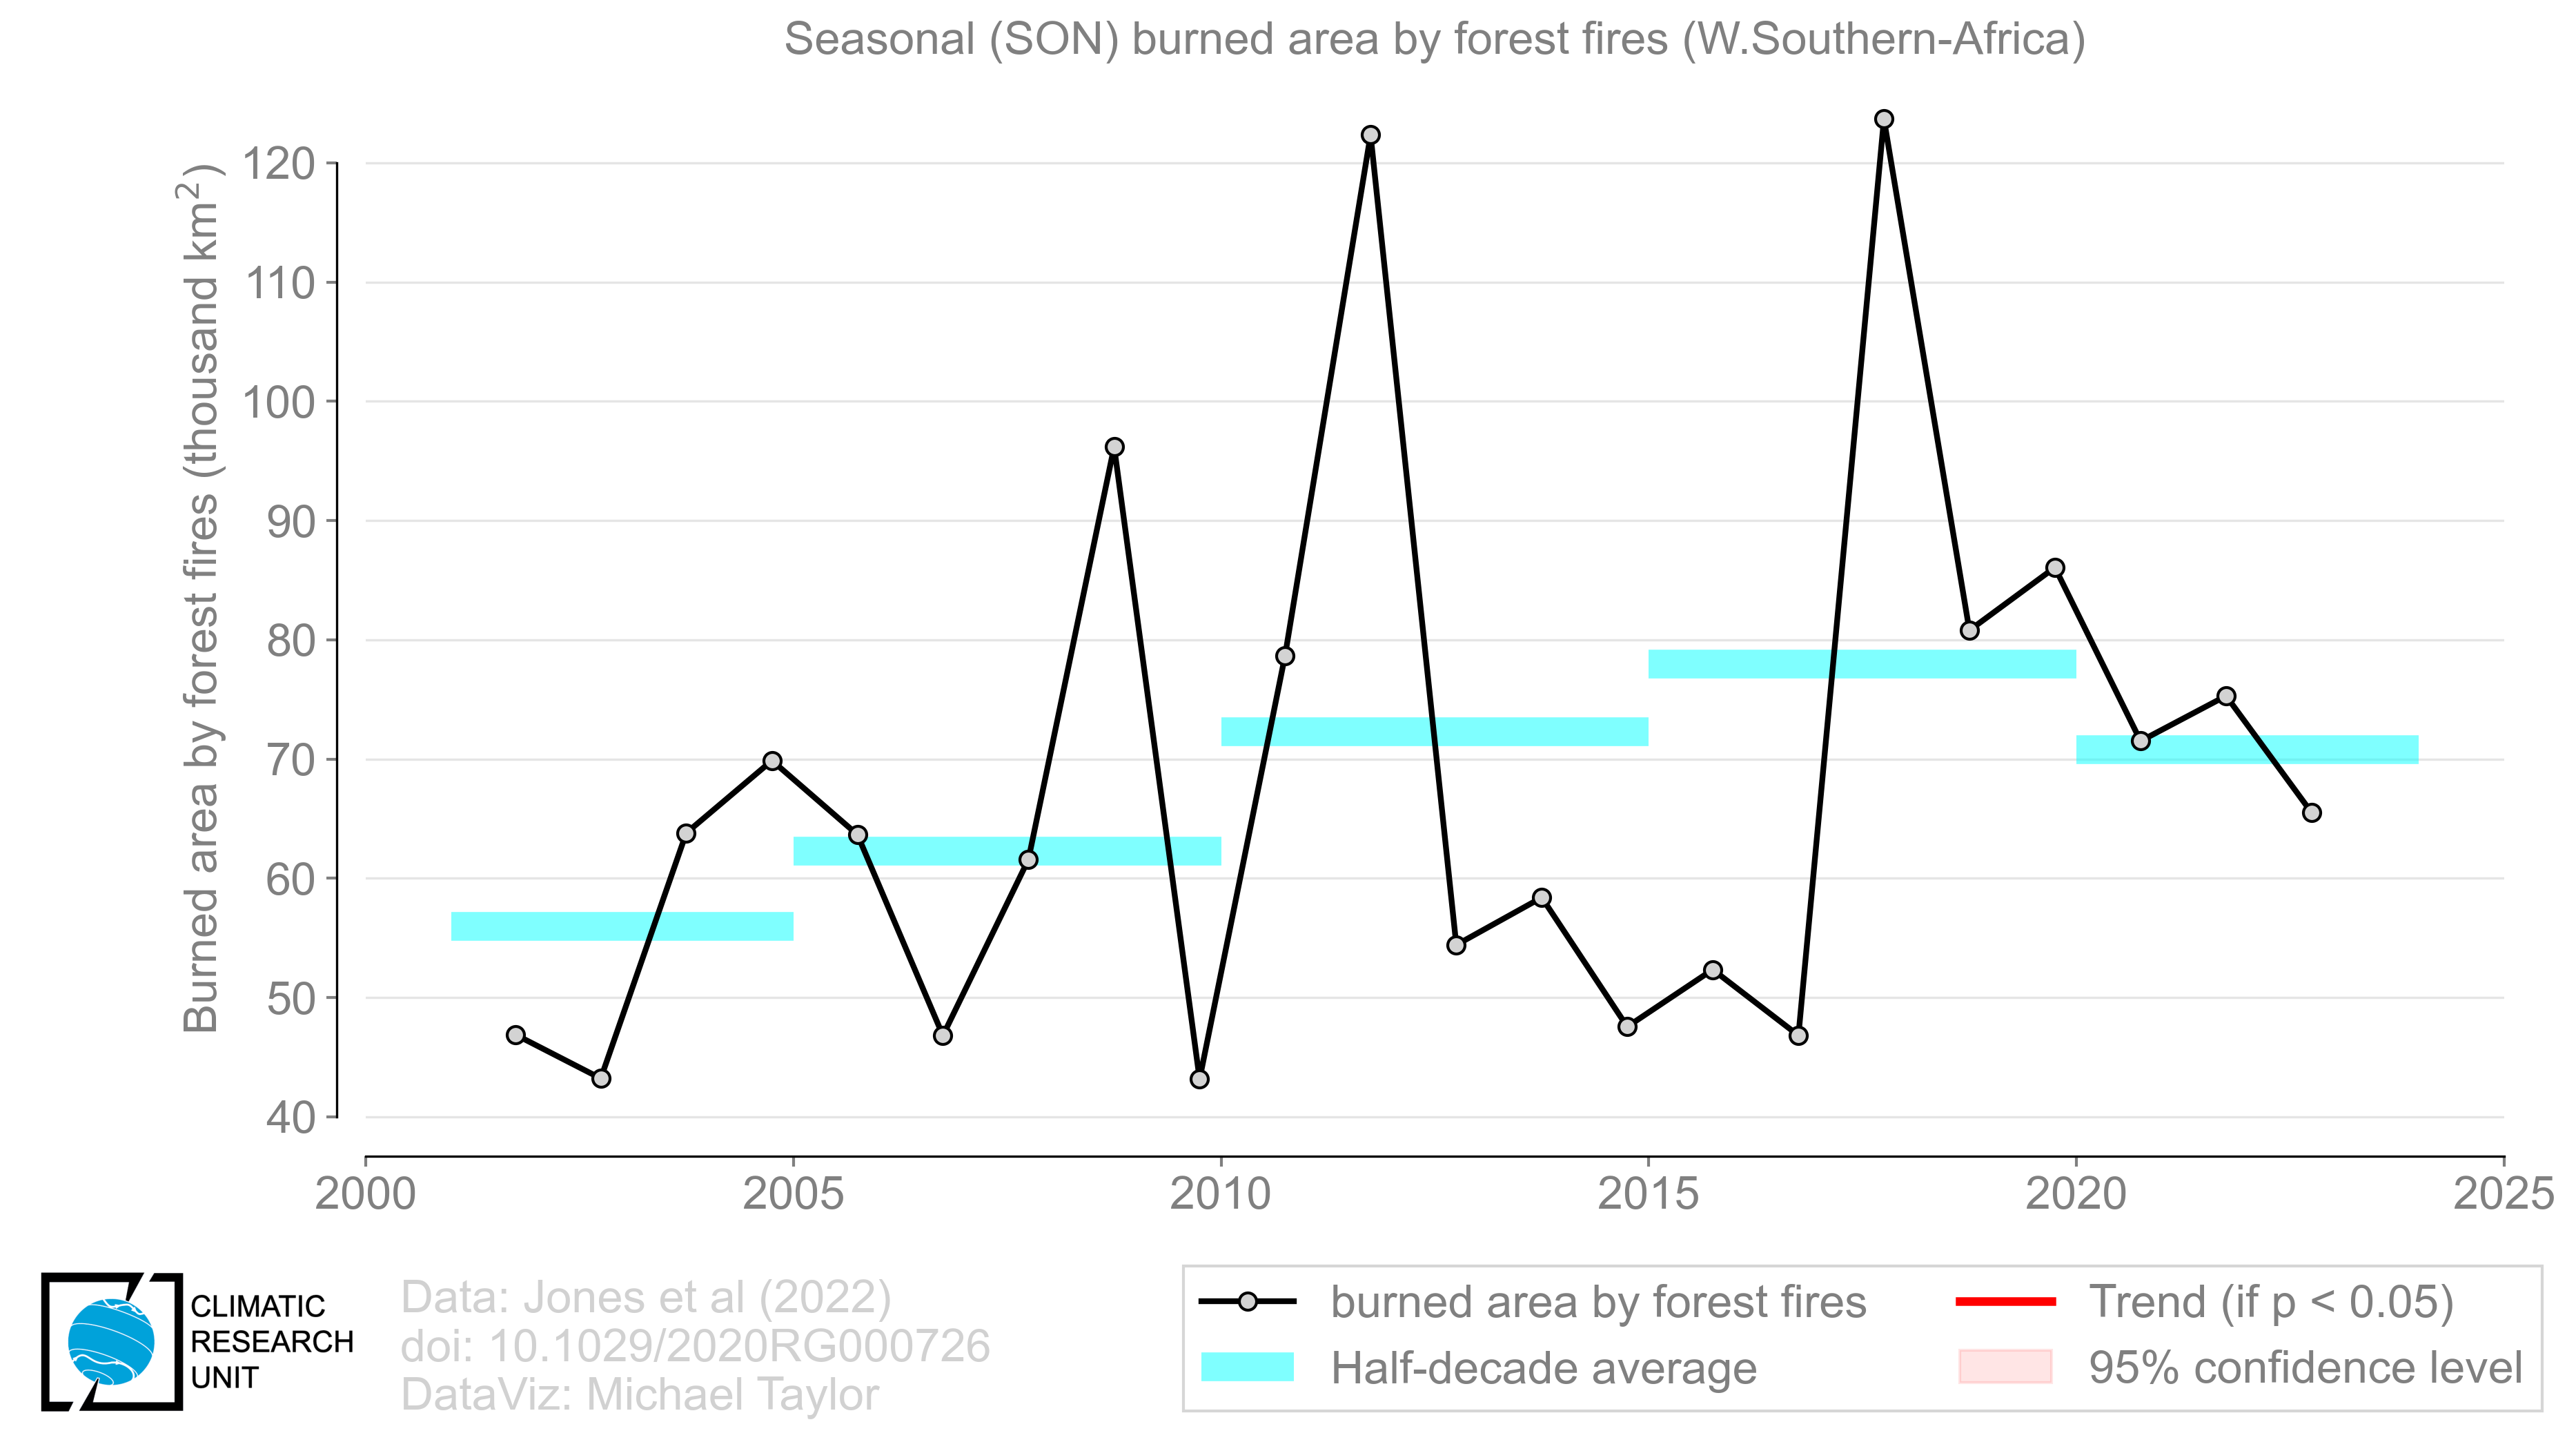 Seasonal (SON) burned area by forest fires (W.Southern-Africa)
Burned area by forest fires (thousand km²)
120
110
100
90
80
70
60
50
40
2000
2005
2010
2015
2020
2025
CLIMATIC
RESEARCH
UNIT
Data: Jones et al (2022)
doi: 10.1029/2020RG000726
DataViz: Michael Taylor
burned area by forest fires
Half-decade average
Trend (if p < 0.05)
95% confidence level